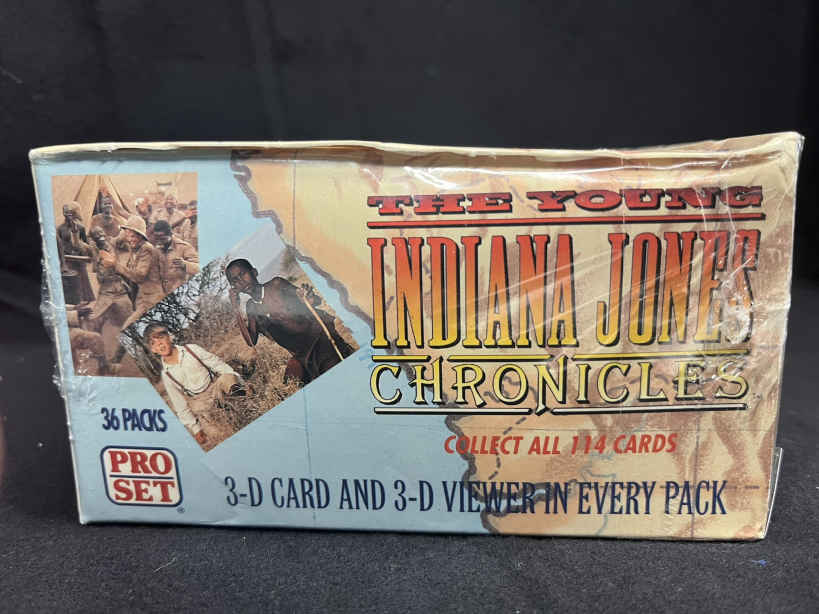 THE YOUNG
INDIANA JONES
CHRONICLES
36 PACKS
COLLECT ALL 114 CARDS
PRO
SET
®
3-D CARD AND 3-D VIEWER IN EVERY PACK